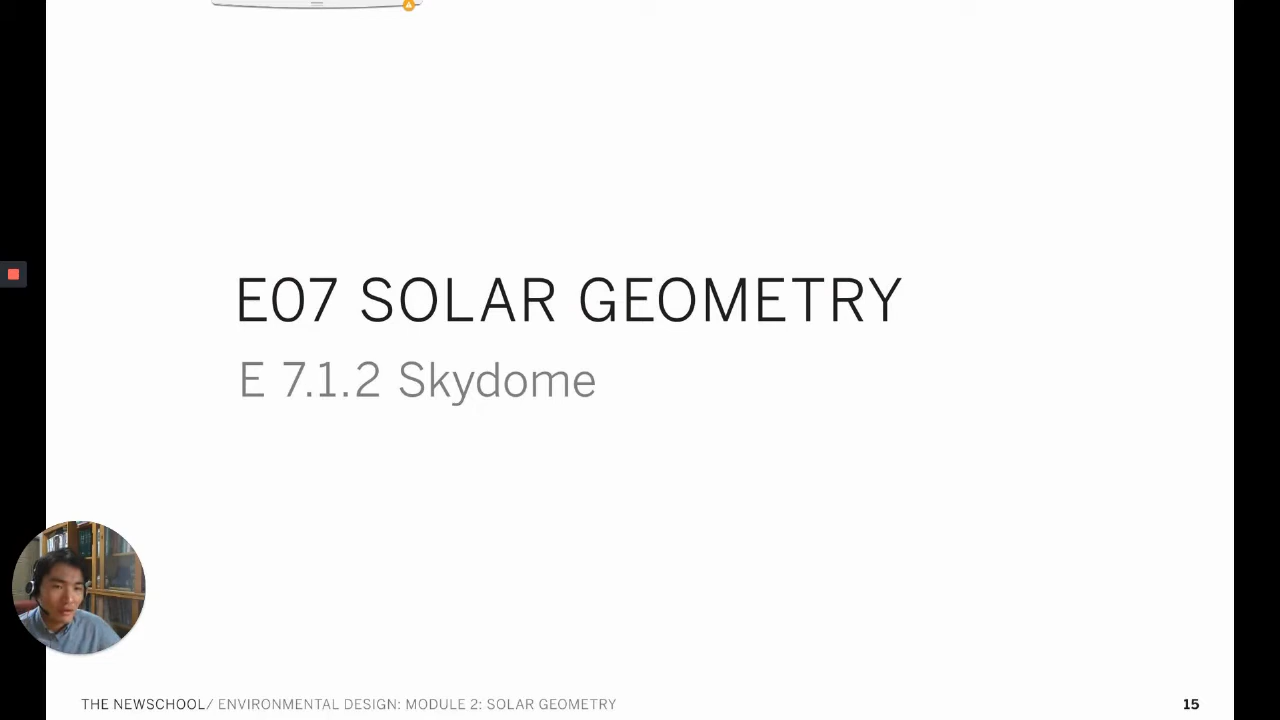 E07 SOLAR GEOMETRY
E 7.1.2 Skydome
THE NEWSCHOOL/ ENVIRONMENTAL DESIGN: MODULE 2: SOLAR GEOMETRY
15